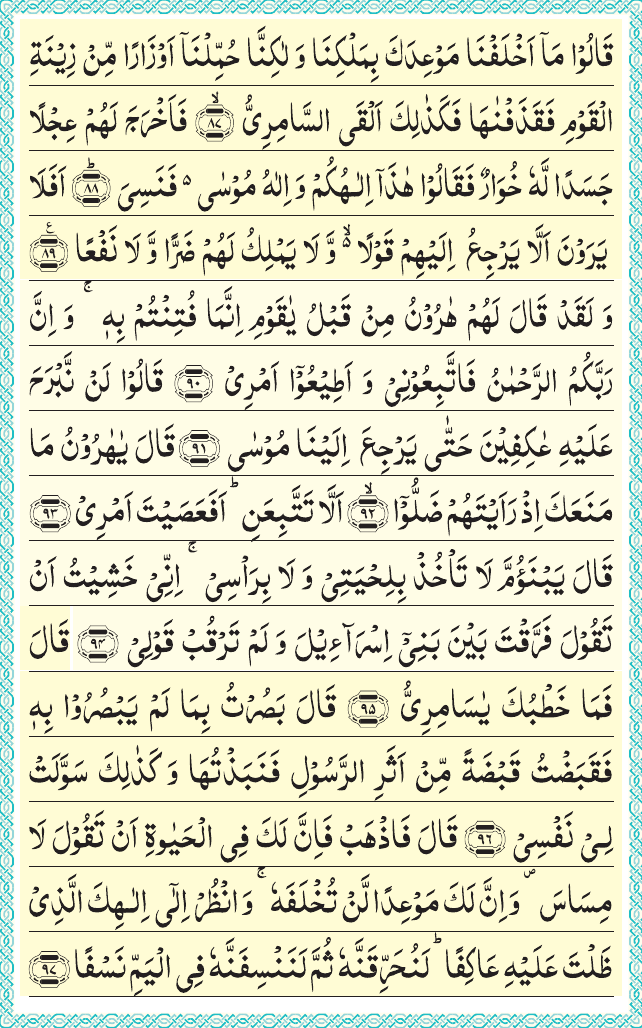 قَالُوْا مَاۤ اَخْلَفْنَا مَوْعِدَكَ بِمَلْكِنَا وَ لٰكِنَّا حُمِّلْنَاۤ اَوْزَارًا مِّنْ زِیْنَةِ
الْقَوْمِ فَقَذَفْنٰهَا فَكَذٰلِكَ اَلْقَی السَّامِرِیُّ ۙ﴿۸۷﴾ فَاَخْرَجَ لَهُمْ عِجْلًا
جَسَدًا لَّهٗ خُوَارٌ فَقَالُوْا هٰذَاۤ اِلٰـهُكُمْ وَ اِلٰهُ مُوْسٰی ۬ فَنَسِیَ ﴿ؕ۸۸﴾ اَفَلَا
یَرَوْنَ اَلَّا یَرْجِعُ اِلَیْهِمْ قَوْلًا ۬ۙ وَّ لَا یَمْلِكُ لَهُمْ ضَرًّا وَّ لَا نَفْعًا ﴿۸۹﴾ع
وَ لَقَدْ قَالَ لَهُمْ هٰرُوْنُ مِنْ قَبْلُ یٰقَوْمِ اِنَّمَا فُتِنْتُمْ بِهٖ ۚ وَ اِنَّ
رَبَّكُمُ الرَّحْمٰنُ فَاتَّبِعُوْنِیْ وَ اَطِیْعُوْۤا اَمْرِیْ ﴿۹۰﴾ قَالُوْا لَنْ نَّبْرَحَ
عَلَیْهِ عٰكِفِیْنَ حَتّٰی یَرْجِعَ اِلَیْنَا مُوْسٰی ﴿۹۱﴾ قَالَ یٰهٰرُوْنُ مَا
مَنَعَكَ اِذْ رَاَیْتَهُمْ ضَلُّوْۤا ﴿ۙ۹۲﴾ اَلَّا تَتَّبِعَنِ ؕ اَفَعَصَیْتَ اَمْرِیْ ﴿۹۳﴾
قَالَ یَبْنَؤُمَّ لَا تَاْخُذْ بِلِحْیَتِیْ وَ لَا بِرَاْسِیْ ۚ اِنِّیْ خَشِیْتُ اَنْ
تَقُوْلَ فَرَّقْتَ بَیْنَ بَنِیْۤ اِسْرَآءِیْلَ وَ لَمْ تَرْقُبْ قَوْلِیْ ﴿۹۴﴾ قَالَ
فَمَا خَطْبُكَ یٰسَامِرِیُّ ﴿۹۵﴾ قَالَ بَصُرْتُ بِمَا لَمْ یَبْصُرُوْا بِهٖ
فَقَبَضْتُ قَبْضَةً مِّنْ اَثَرِ الرَّسُوْلِ فَنَبَذْتُهَا وَ كَذٰلِكَ سَوَّلَتْ
لِیْ نَفْسِیْ ﴿۹۶﴾ قَالَ فَاذْهَبْ فَاِنَّ لَكَ فِی الْحَیٰوةِ اَنْ تَقُوْلَ لَا
مِسَاسَ ۪ وَ اِنَّ لَكَ مَوْعِدًا لَّنْ تُخْلَفَهٗ ۚ وَ انْظُرْ اِلٰۤی اِلٰـهِكَ الَّذِیْ
ظَلْتَ عَلَیْهِ عَاكِفًا ؕ لَنُحَرِّقَنَّهٗ ثُمَّ لَنَنْسِفَنَّهٗ فِی الْیَمِّ نَسْفًا ﴿۹۷﴾